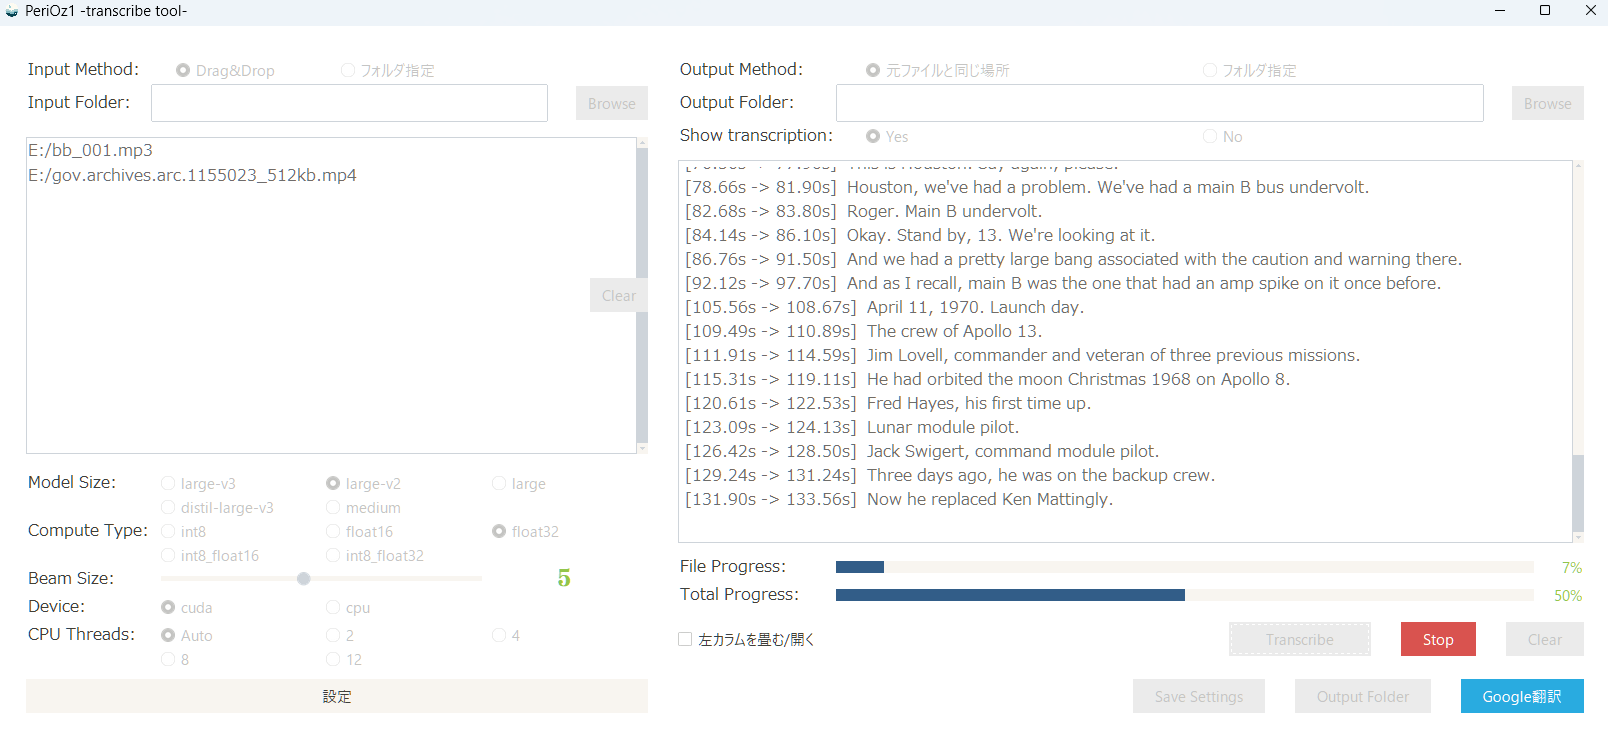 PeriOz1 -transcribe tool-
Input Method:
Drag&Drop
フォルダ指定
Input Folder:
Browse
E:/bb_001.mp3
E:/gov.archives.arc.1155023_512kb.mp4
Clear
Model Size:
large-v3
large-v2
large
distil-large-v3
medium
Compute Type:
int8
float16
float32
int8_float16
int8_float32
Beam Size:
5
Device:
cuda
cpu
CPU Threads:
Auto
2
4
8
12
設定
Output Method:
元ファイルと同じ場所
フォルダ指定
Output Folder:
Browse
Show transcription:
Yes
No
This is Houston. Say again, please.
[78.66s -> 81.90s] Houston, we've had a problem. We've had a main B bus undervolt.
[82.68s -> 83.80s] Roger. Main B undervolt.
[84.14s -> 86.10s] Okay. Stand by, 13. We're looking at it.
[86.76s -> 91.50s] And we had a pretty large bang associated with the caution and warning there.
[92.12s -> 97.70s] And as I recall, main B was the one that had an amp spike on it once before.
[105.56s -> 108.67s] April 11, 1970. Launch day.
[109.49s -> 110.89s] The crew of Apollo 13.
[111.91s -> 114.59s] Jim Lovell, commander and veteran of three previous missions.
[115.31s -> 119.11s] He had orbited the moon Christmas 1968 on Apollo 8.
[120.61s -> 122.53s] Fred Hayes, his first time up.
[123.09s -> 124.13s] Lunar module pilot.
[126.42s -> 128.50s] Jack Swigert, command module pilot.
[129.24s -> 131.24s] Three days ago, he was on the backup crew.
[131.90s -> 133.56s] Now he replaced Ken Mattingly.
File Progress:
7%
Total Progress:
50%
左カラムを畳む/開く
Transcribe
Stop
Clear
Save Settings
Output Folder
Google翻訳